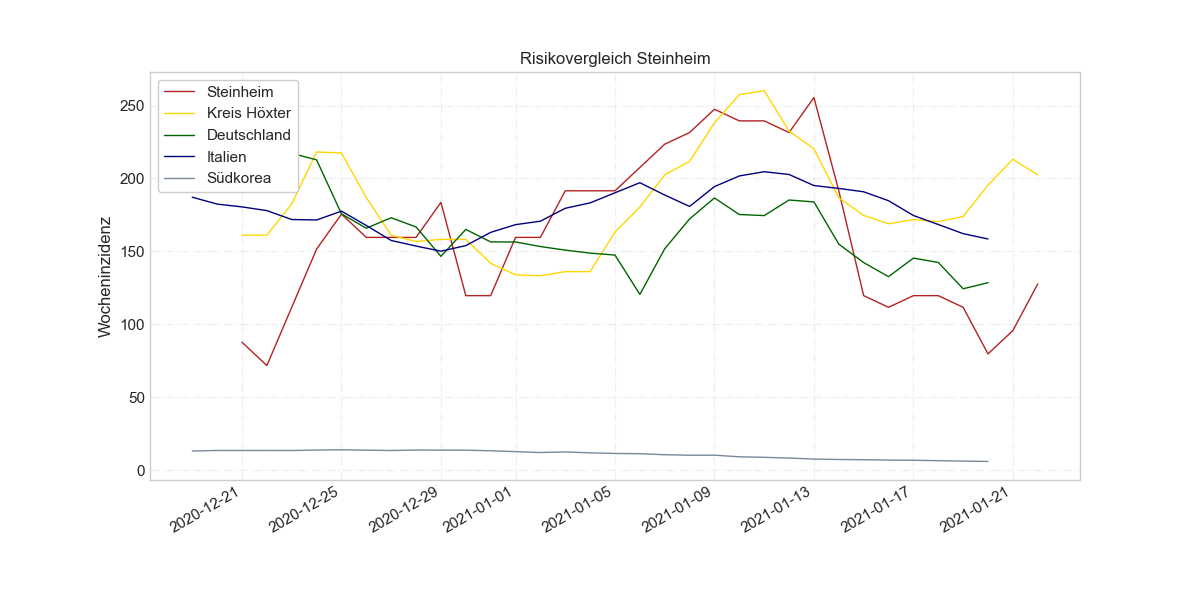 Risikovergleich Steinheim
Steinheim
Kreis Höxter
Deutschland
Italien
Südkorea
Wocheninzidenz
250
200
150
100
50
0
2020-12-21
2020-12-25
2020-12-29
2021-01-01
2021-01-05
2021-01-09
2021-01-13
2021-01-17
2021-01-21